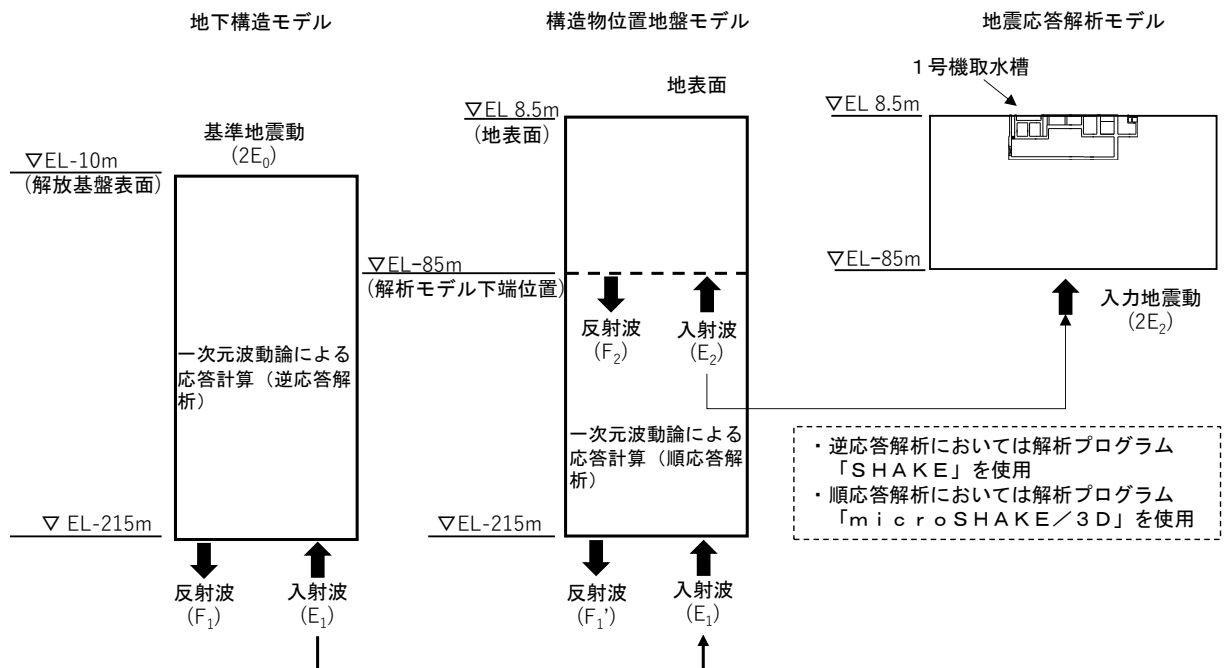 地下構造モデル
基準地震動
(2E₀)
▽EL-10m
(解放基盤表面)
一次元波動論による
応答計算（逆応答解
析）
▽ EL-215m
反射波
(F₁)
入射波
(E₁)
構造物位置地盤モデル
地表面
▽EL 8.5m
(地表面)
▽EL-85m
(解析モデル下端位置)
反射波
(F₂)
入射波
(E₂)
一次元波動論による
応答計算（順応答解
析）
▽EL-215m
反射波
(F₁')
入射波
(E₁)
地震応答解析モデル
１号機取水槽
▽EL 8.5m
▽EL-85m
入力地震動
(2E₂)
・逆応答解析においては解析プログラム
「ＳＨＡＫＥ」を使用
・順応答解析においては解析プログラム
「ｍｉｃｒｏＳＨＡＫＥ／３Ｄ」を使用